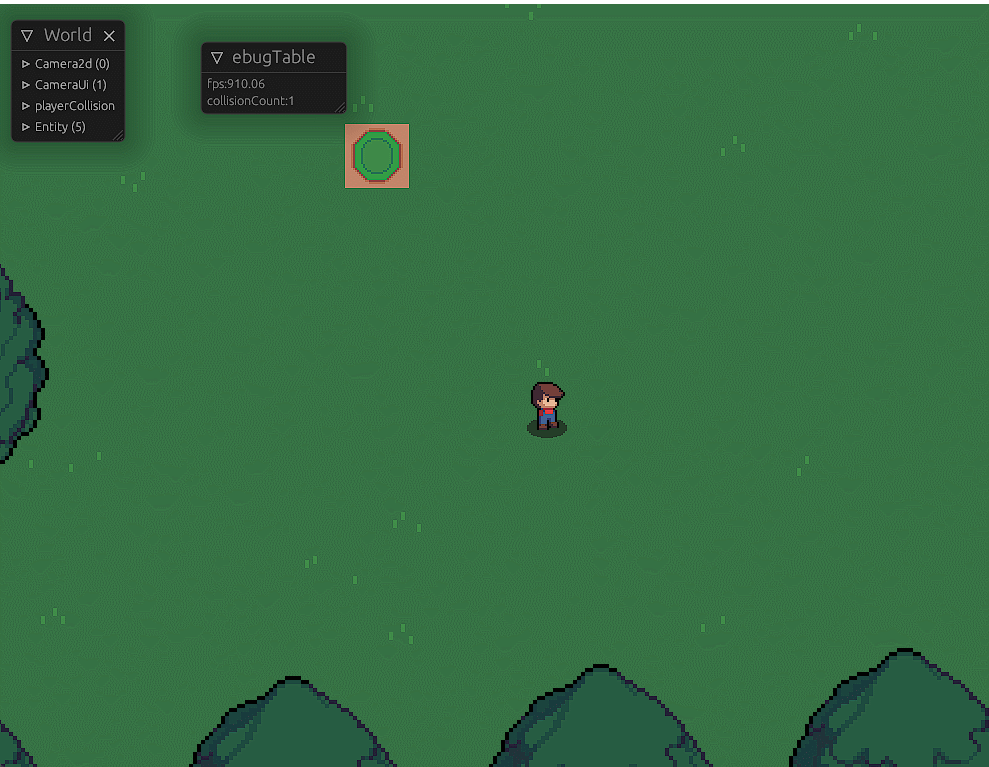 World
Camera2d (0)
CameraUi (1)
playerCollision
Entity (5)
ebugTable
fps:910.06
collisionCount:1